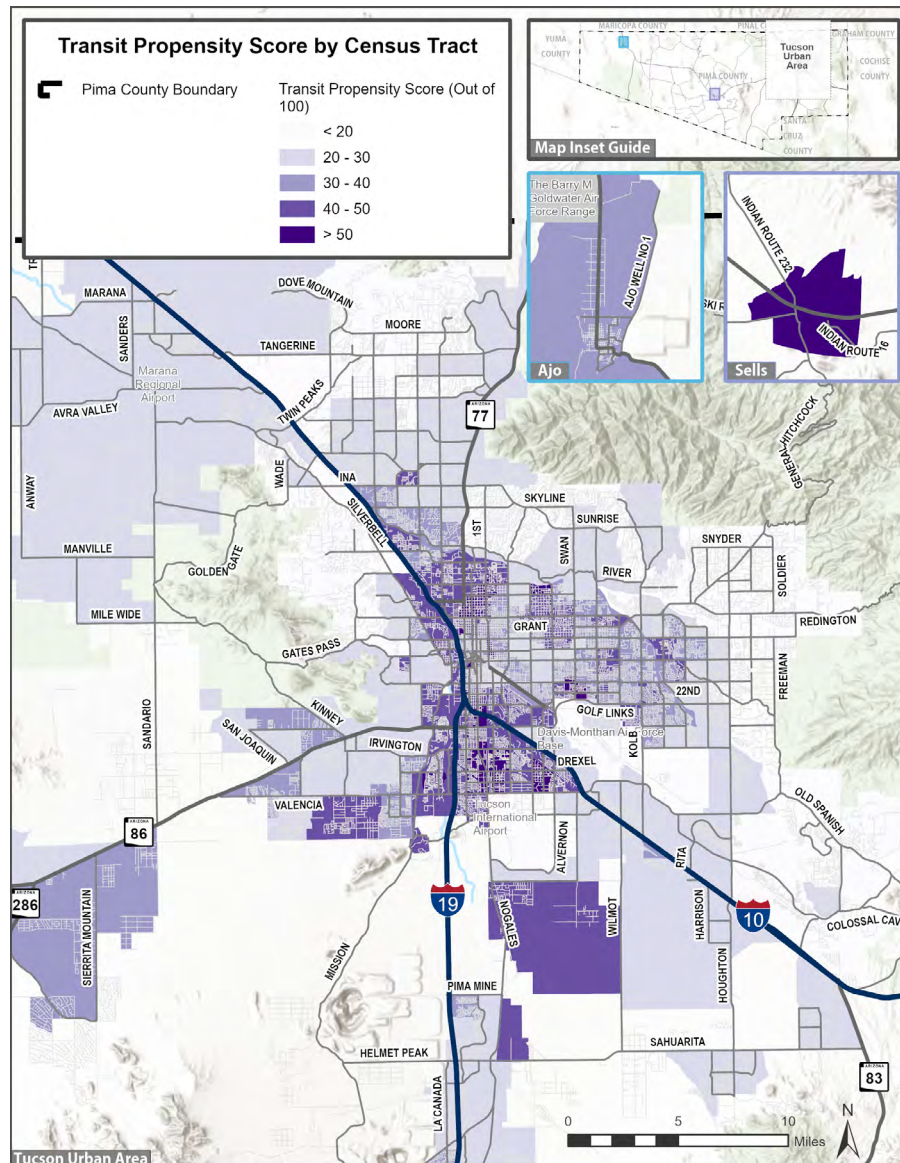 Transit Propensity Score by Census Tract
Pima County Boundary
Transit Propensity Score (Out of
100)
< 20
20 - 30
30 - 40
40 - 50
> 50
MARICOPA COUNTY
YUMA
COUNTY
GRAHAM COUNTY
Tucson
Urban
Area
COCHISE
COUNTY
PIMA COUNTY
SANTA
CRUZ
COUNTY
Map Inset Guide
The Barry M
Goldwater Air
Force Range
AJO WELL NO 1
Ajo
INDIAN ROUTE 232
INDIAN ROUTE 16
Sells
MARANA
SANDERS
DOVE MOUNTAIN
MOORE
TANGERINE
Marana
Regional
Airport
TWIN PEAKS
AVRA VALLEY
ARIZONA
77
GENERAL HITCHCOCK
ANWAY
WADE
INA
SILVERBELL
1ST
SKYLINE
SUNRISE
SWAN
SNYDER
SOLDIER
MANVILLE
GOLDEN GATE
RIVER
MILE WIDE
GRANT
REDINGTON
GATES PASS
FREEMAN
22ND
KINNEY
SANDARIO
SAN JOAQUIN
GOLF LINKS
IRVINGTON
Davis-Monthan Air Force
Base
KOLB
DREXEL
VALENCIA
Tucson
International
Airport
OLD SPANISH
ARIZONA
86
ALVERNON
RITA
ARIZONA
286
SIERRITA MOUNTAIN
19
NOGALES
WILMOT
HARRISON
10
COLOSSAL CAV
HOUGHTON
MISSION
PIMA MINE
SAHUARITA
HELMET PEAK
LA CANADA
ARIZONA
83
N
0 5 10
Miles
Tucson Urban Area